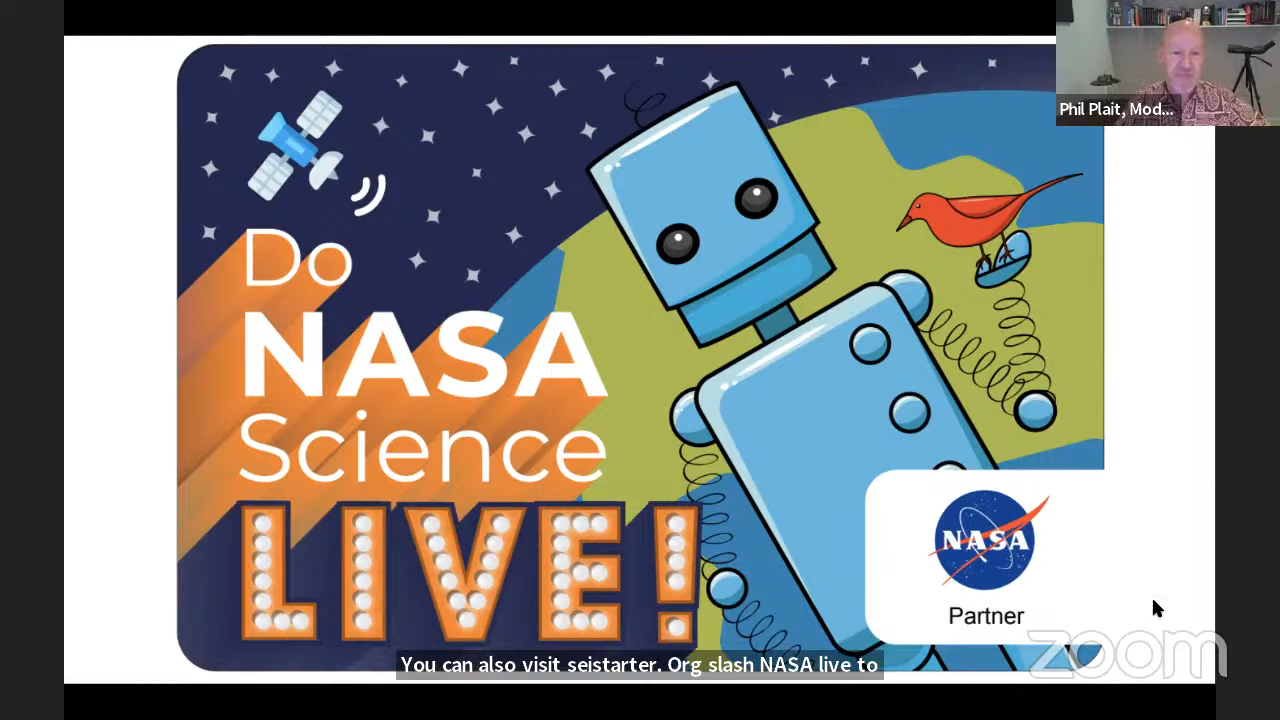 Phil Plait, Mod...
Do
NASA
Science
LIVE!
NASA
Partner
You can also visit seistarter. Org slash NASA live to
zoom